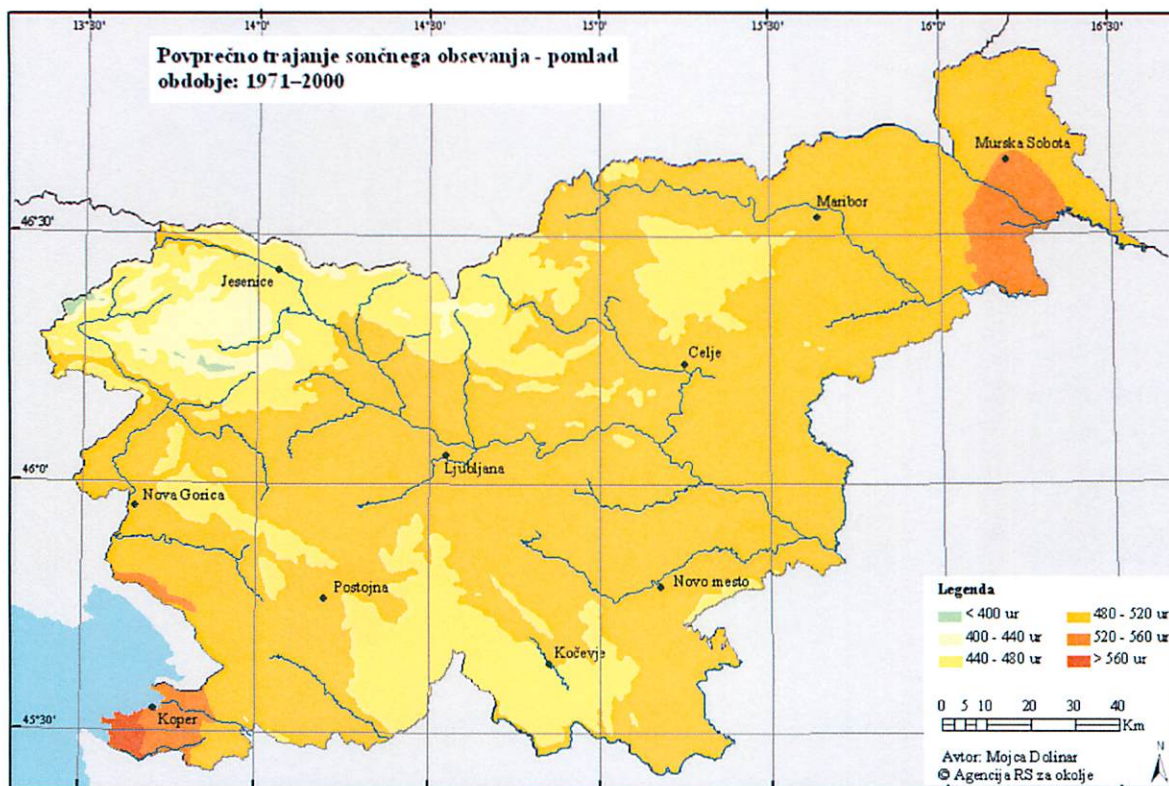 13°30' 14°0' 14°30' 15°0' 15°30' 16°0' 16°30'
Povprečno trajanje sončnega obsevanja - pomlad
obdobje: 1971–2000
Murska Sobota
46°30'
Maribor
Jesenice
Celje
Ljubljana
46°0'
Nova Gorica
Postojna
Novo mesto
Kočevje
45°30'
Koper
Legenda
< 400 ur 480 - 520 ur
400 - 440 ur 520 - 560 ur
440 - 480 ur > 560 ur
0 5 10 20 30 40
Km
Avtor: Mojca Dolinar
© Agencija RS za okolje
N